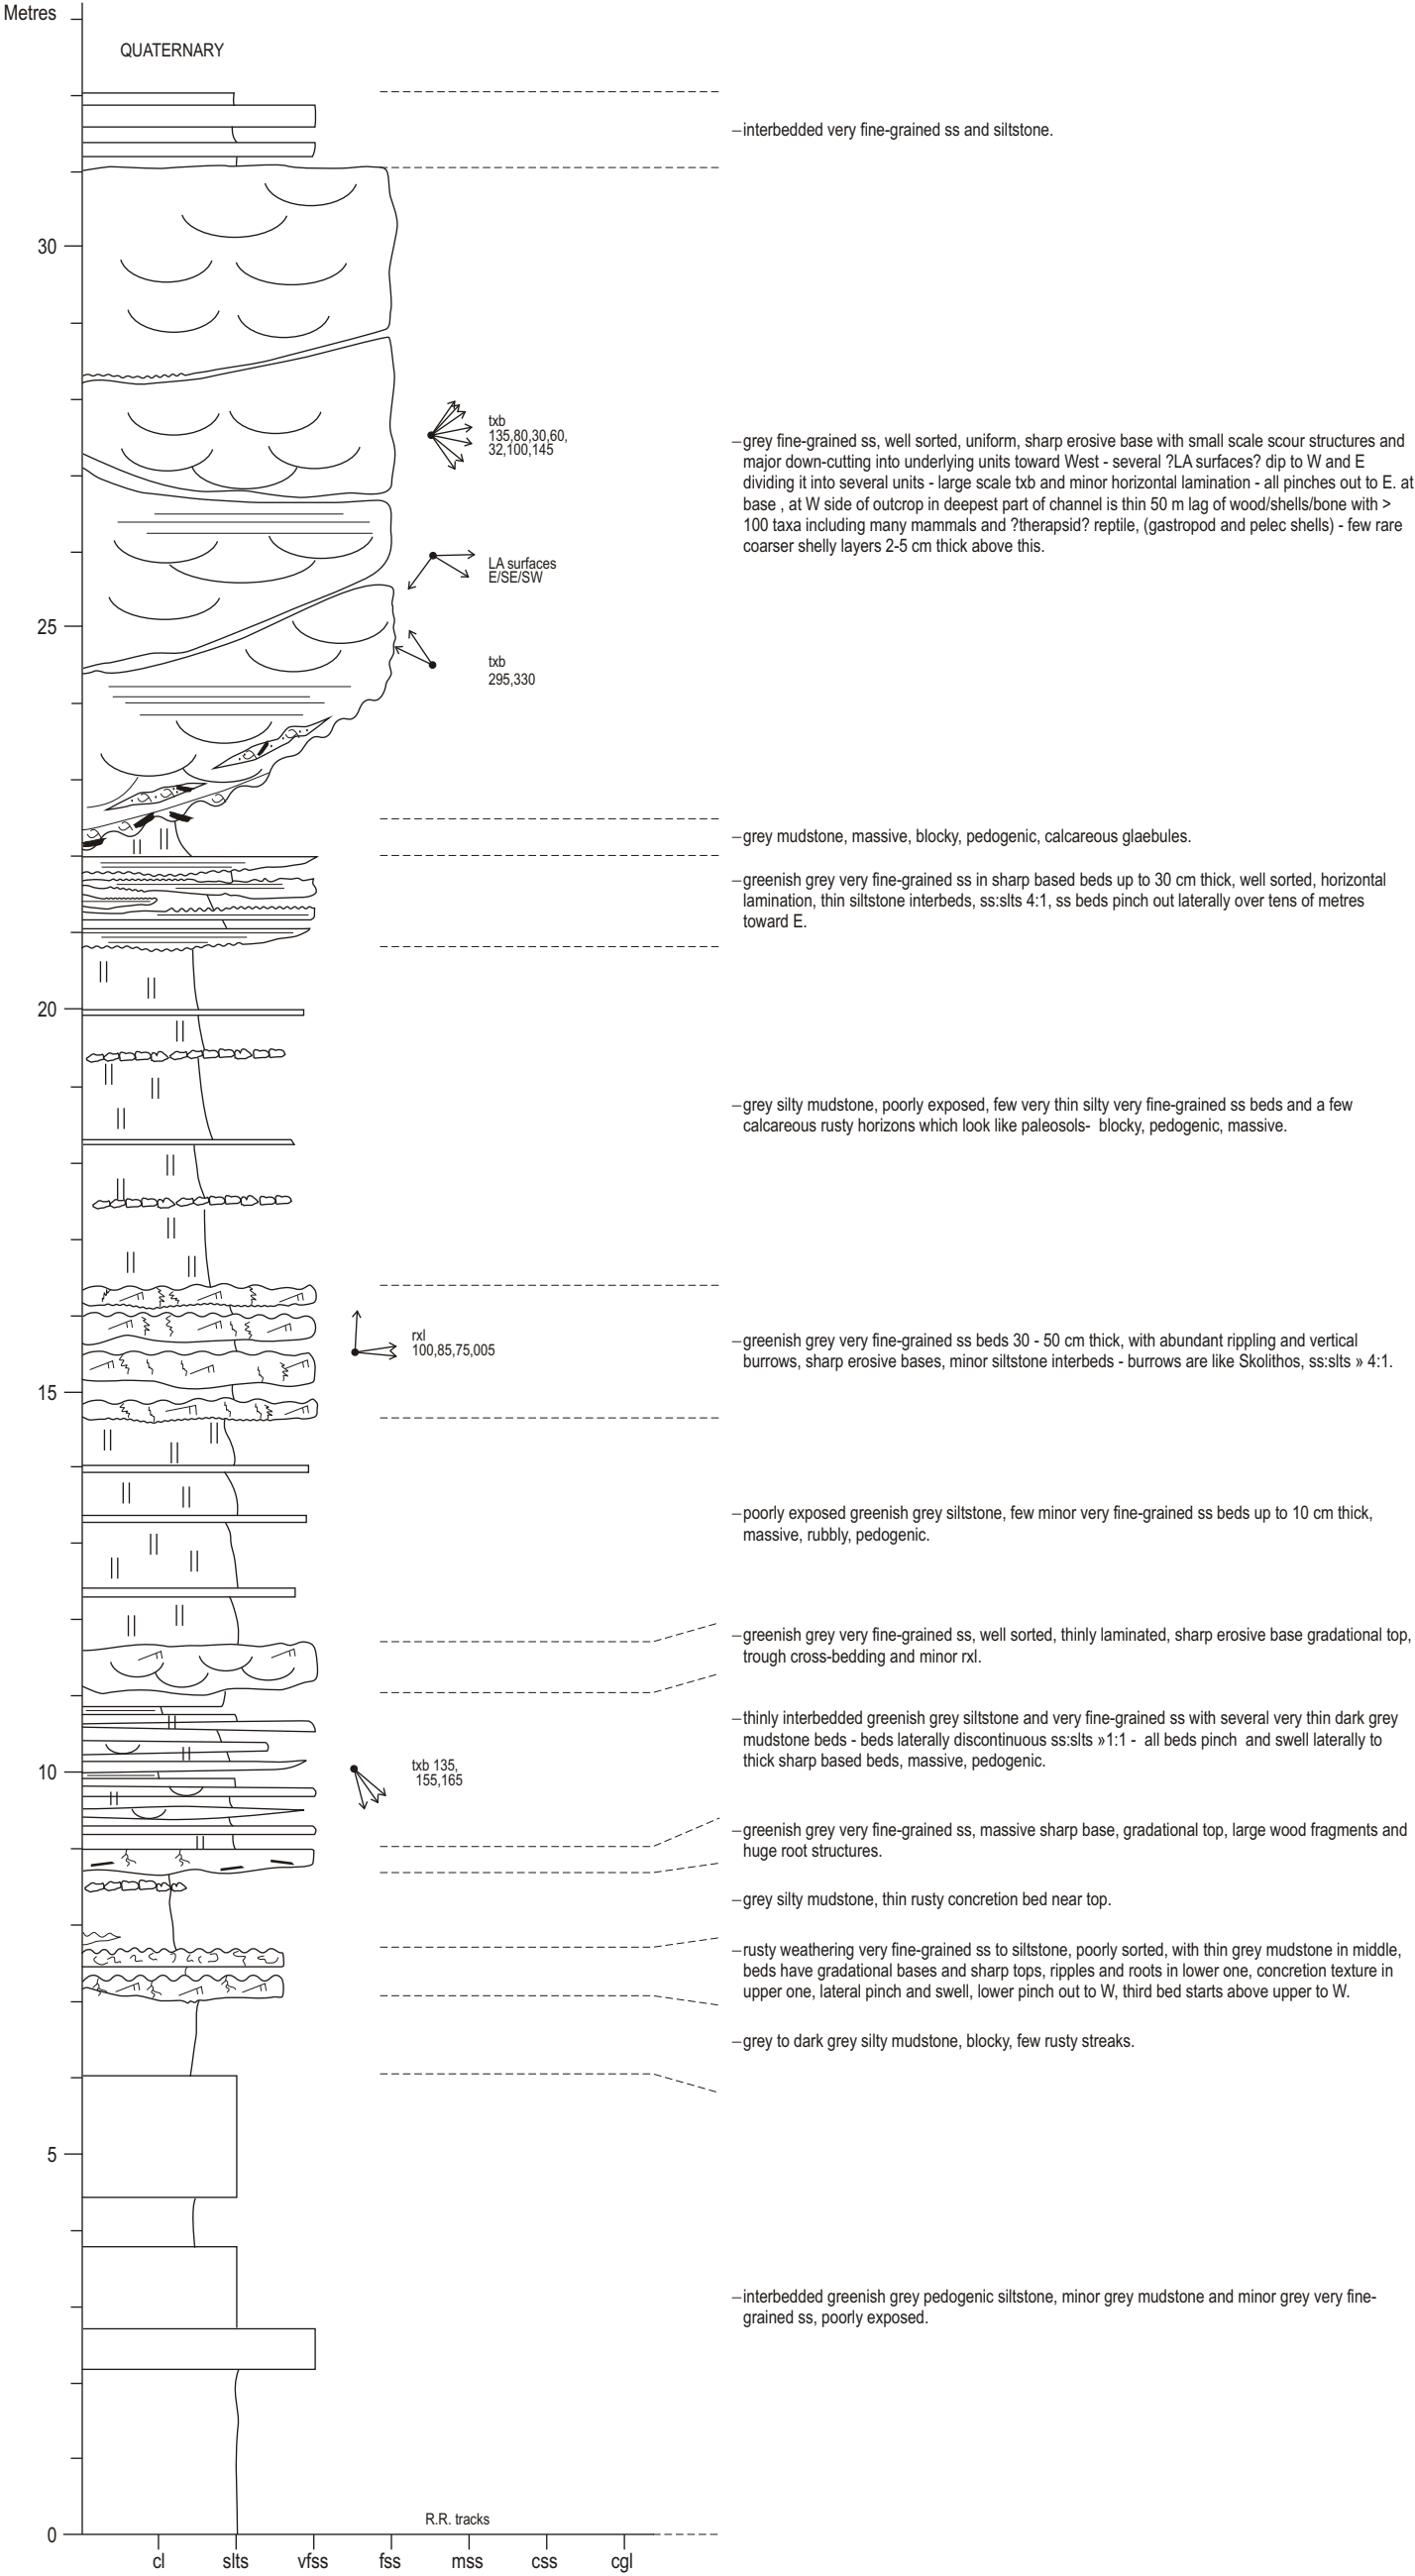 Metres
QUATERNARY
–interbedded very fine-grained ss and siltstone.
30
txb
135,80,30,60,
32,100,145
–grey fine-grained ss, well sorted, uniform, sharp erosive base with small scale scour structures and
major down-cutting into underlying units toward West - several ?LA surfaces? dip to W and E
dividing it into several units - large scale txb and minor horizontal lamination - all pinches out to E. at
base , at W side of outcrop in deepest part of channel is thin 50 m lag of wood/shells/bone with >
100 taxa including many mammals and ?therapsid? reptile, (gastropod and pelec shells) - few rare
coarser shelly layers 2-5 cm thick above this.
LA surfaces
E/SE/SW
25
txb
295,330
–grey mudstone, massive, blocky, pedogenic, calcareous glaebules.
–greenish grey very fine-grained ss in sharp based beds up to 30 cm thick, well sorted, horizontal
lamination, thin siltstone interbeds, ss:slts 4:1, ss beds pinch out laterally over tens of metres
toward E.
20
–grey silty mudstone, poorly exposed, few very thin silty very fine-grained ss beds and a few
calcareous rusty horizons which look like paleosols- blocky, pedogenic, massive.
rxl
100,85,75,005
–greenish grey very fine-grained ss beds 30 - 50 cm thick, with abundant rippling and vertical
burrows, sharp erosive bases, minor siltstone interbeds - burrows are like Skolithos, ss:slts » 4:1.
15
–poorly exposed greenish grey siltstone, few minor very fine-grained ss beds up to 10 cm thick,
massive, rubbly, pedogenic.
–greenish grey very fine-grained ss, well sorted, thinly laminated, sharp erosive base gradational top,
trough cross-bedding and minor rxl.
–thinly interbedded greenish grey siltstone and very fine-grained ss with several very thin dark grey
mudstone beds - beds laterally discontinuous ss:slts »1:1 - all beds pinch and swell laterally to
thick sharp based beds, massive, pedogenic.
10
txb 135,
155,165
–greenish grey very fine-grained ss, massive sharp base, gradational top, large wood fragments and
huge root structures.
–grey silty mudstone, thin rusty concretion bed near top.
–rusty weathering very fine-grained ss to siltstone, poorly sorted, with thin grey mudstone in middle,
beds have gradational bases and sharp tops, ripples and roots in lower one, concretion texture in
upper one, lateral pinch and swell, lower pinch out to W, third bed starts above upper to W.
–grey to dark grey silty mudstone, blocky, few rusty streaks.
5
–interbedded greenish grey pedogenic siltstone, minor grey mudstone and minor grey very fine-
grained ss, poorly exposed.
R.R. tracks
0
cl slts vfss fss mss css cgl